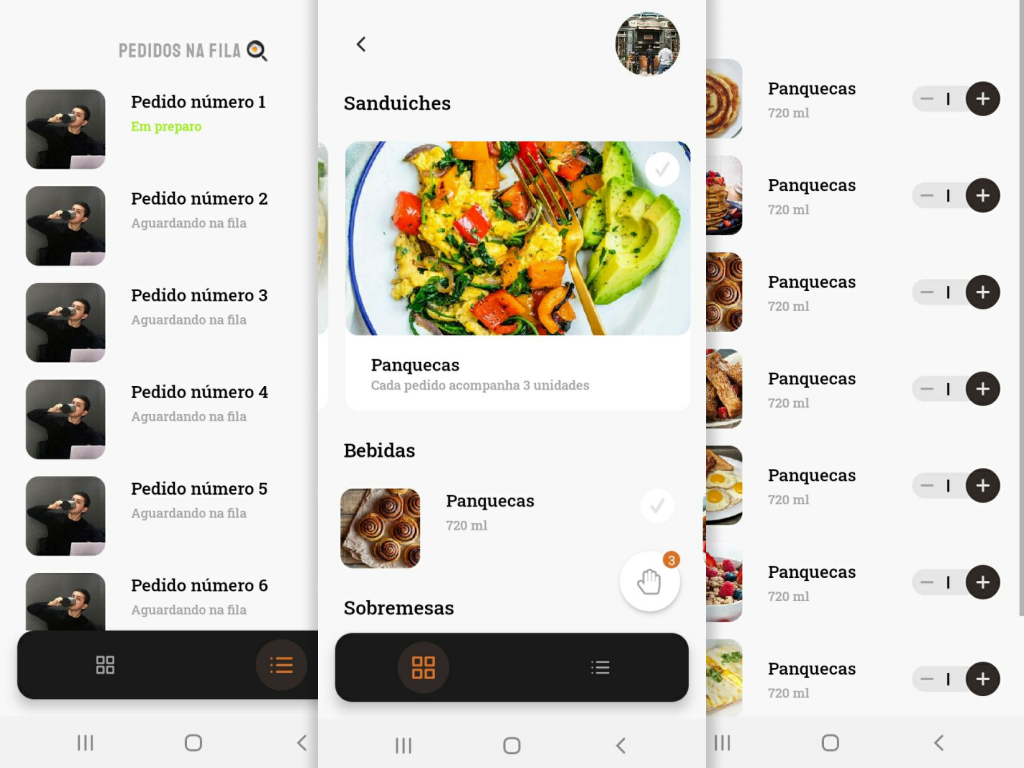 PEDIDOS NA FILA
Pedido número 1
Em preparo
Pedido número 2
Aguardando na fila
Pedido número 3
Aguardando na fila
Pedido número 4
Aguardando na fila
Pedido número 5
Aguardando na fila
Pedido número 6
Aguardando na fila
Sanduiches
Panquecas
Cada pedido acompanha 3 unidades
Bebidas
Panquecas
720 ml
3
Sobremesas
Panquecas
720 ml
1
Panquecas
720 ml
1
Panquecas
720 ml
1
Panquecas
720 ml
1
Panquecas
720 ml
1
Panquecas
720 ml
1
Panquecas
720 ml
1